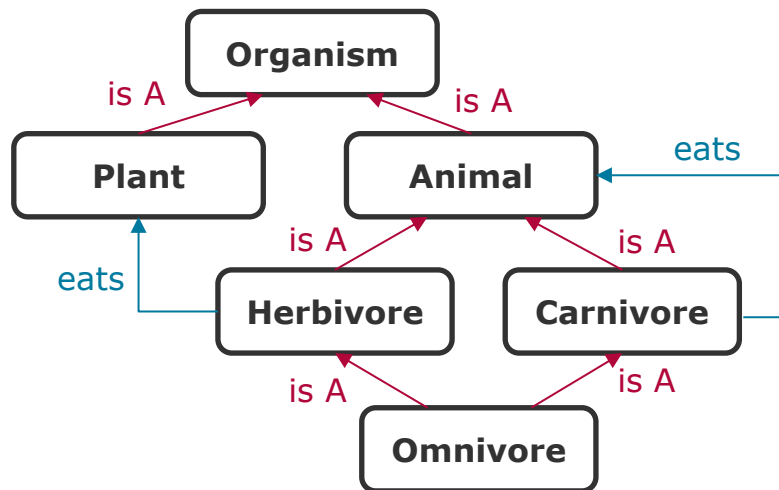 Organism
is A
is A
Plant
Animal
eats
is A
is A
eats
Herbivore
Carnivore
is A
is A
Omnivore